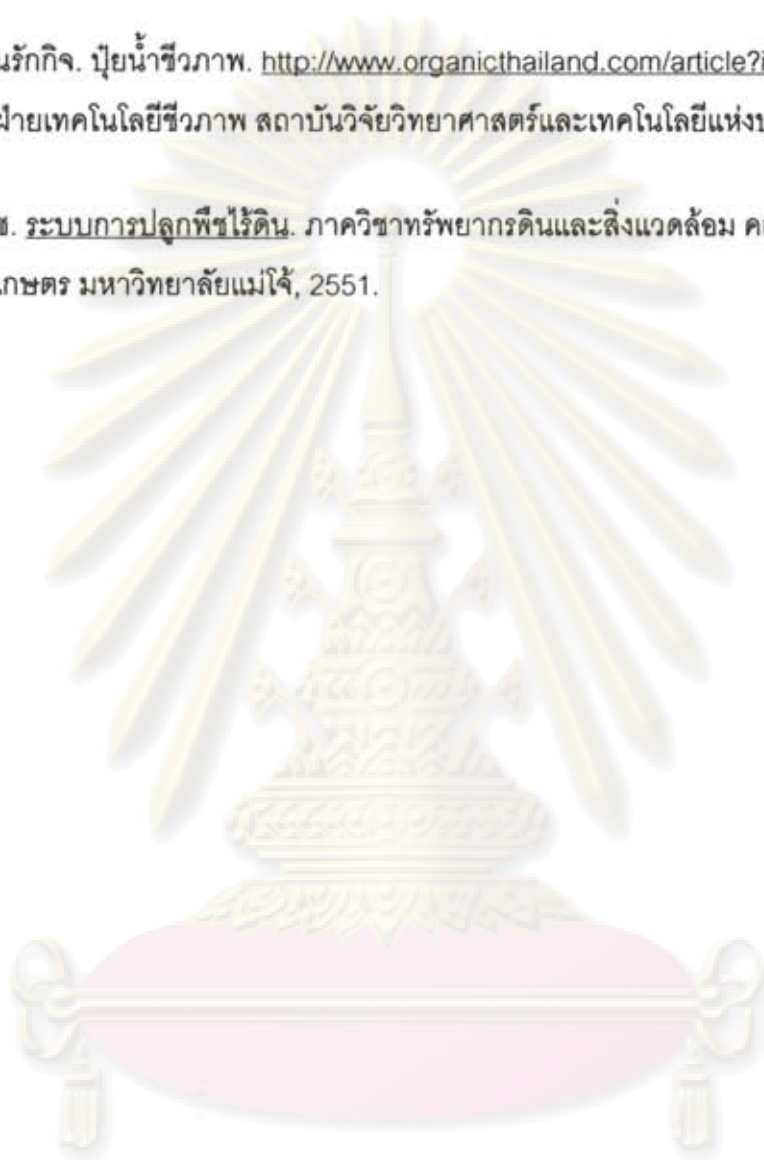 นรักกิจ. ปุ๋ยน้ำชีวภาพ. http://www.organicthailand.com/article?i
ฝ่ายเทคโนโลยีชีวภาพ สถาบันวิจัยวิทยาศาสตร์และเทคโนโลยีแห่งป
ช. ระบบการปลูกพืชไร้ดิน. ภาควิชาทรัพยากรดินและสิ่งแวดล้อม ค
เกษตร มหาวิทยาลัยแม่โจ้, 2551.